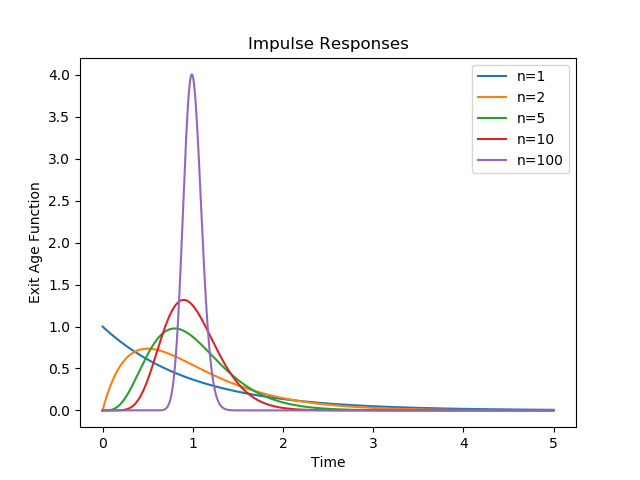 Impulse Responses
n=1
n=2
n=5
n=10
n=100
4.0
3.5
3.0
2.5
2.0
1.5
1.0
0.5
0.0
Exit Age Function
0 1 2 3 4 5
Time